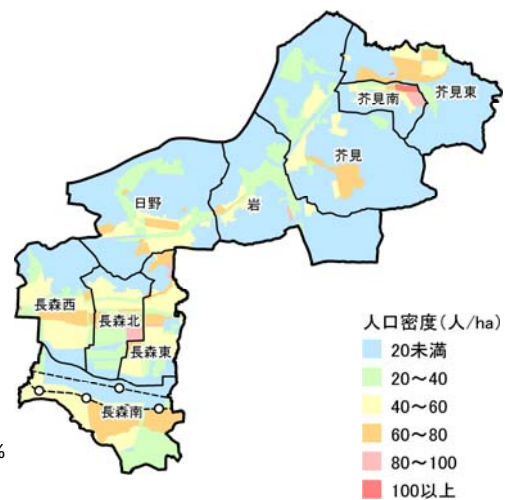 芥見東
芥見南
芥見
日野
岩
長森西
長森北
長森東
長森南
人口密度(人/ha)
20未満
20～40
40～60
60～80
80～100
100以上
%